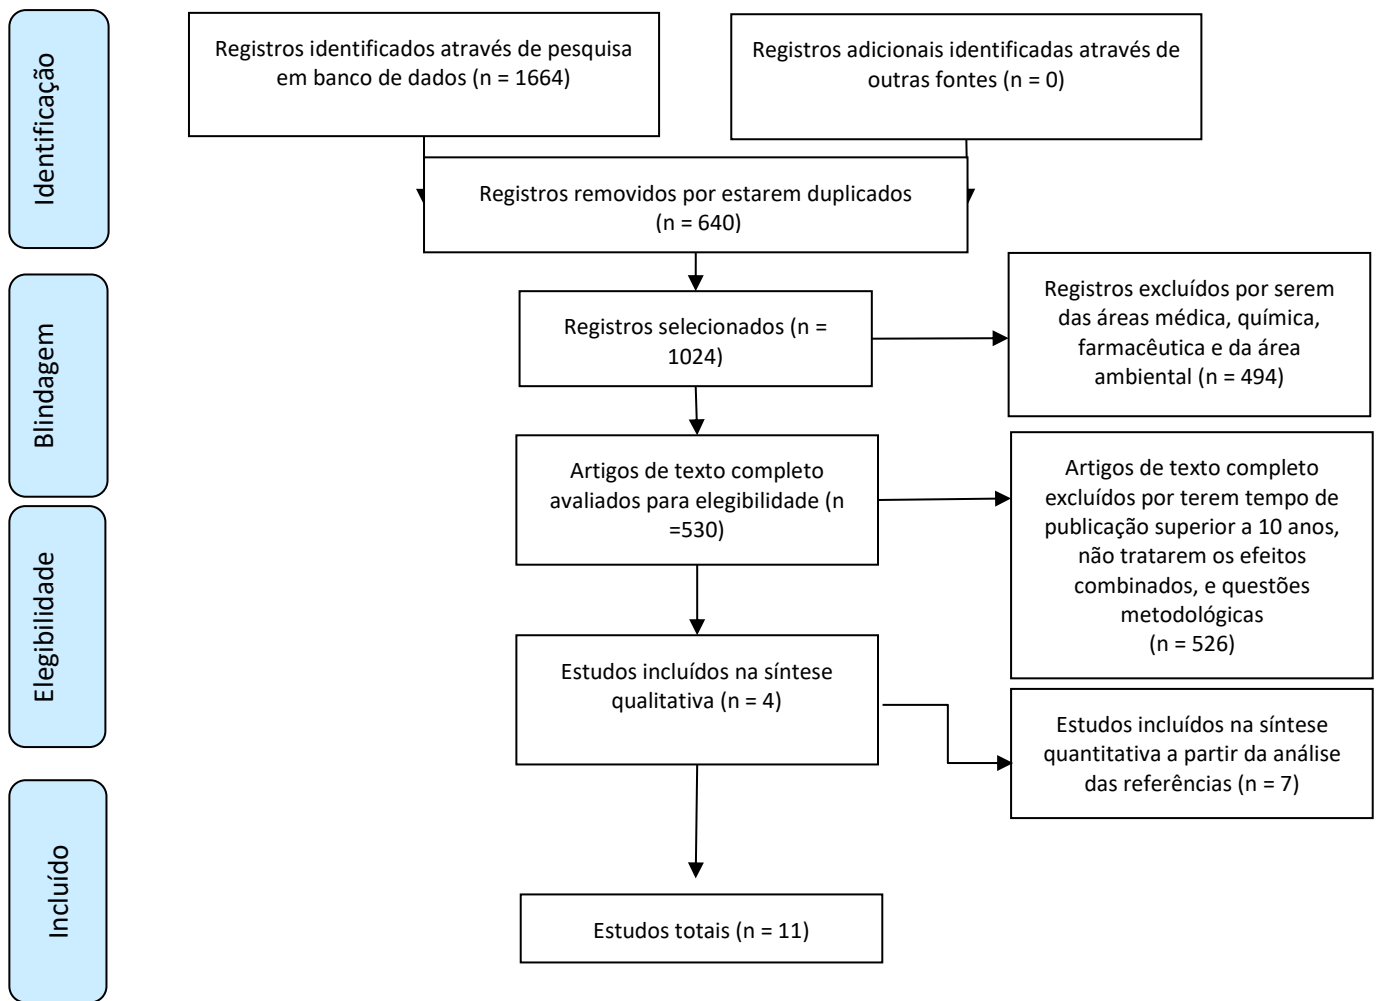 Identificação
Registros identificados através de pesquisa
em banco de dados (n = 1664)
Registros adicionais identificadas através de
outras fontes (n = 0)
Registros removidos por estarem duplicados
(n = 640)
Blindagem
Registros selecionados (n =
1024)
Registros excluídos por serem
das áreas médica, química,
farmacêutica e da área
ambiental (n = 494)
Artigos de texto completo
avaliados para elegibilidade (n
=530)
Artigos de texto completo
excluídos por terem tempo de
publicação superior a 10 anos,
não tratarem os efeitos
combinados, e questões
metodológicas
(n = 526)
Elegibilidade
Estudos incluídos na síntese
qualitativa (n = 4)
Estudos incluídos na síntese
quantitativa a partir da análise
das referências (n = 7)
Incluído
Estudos totais (n = 11)